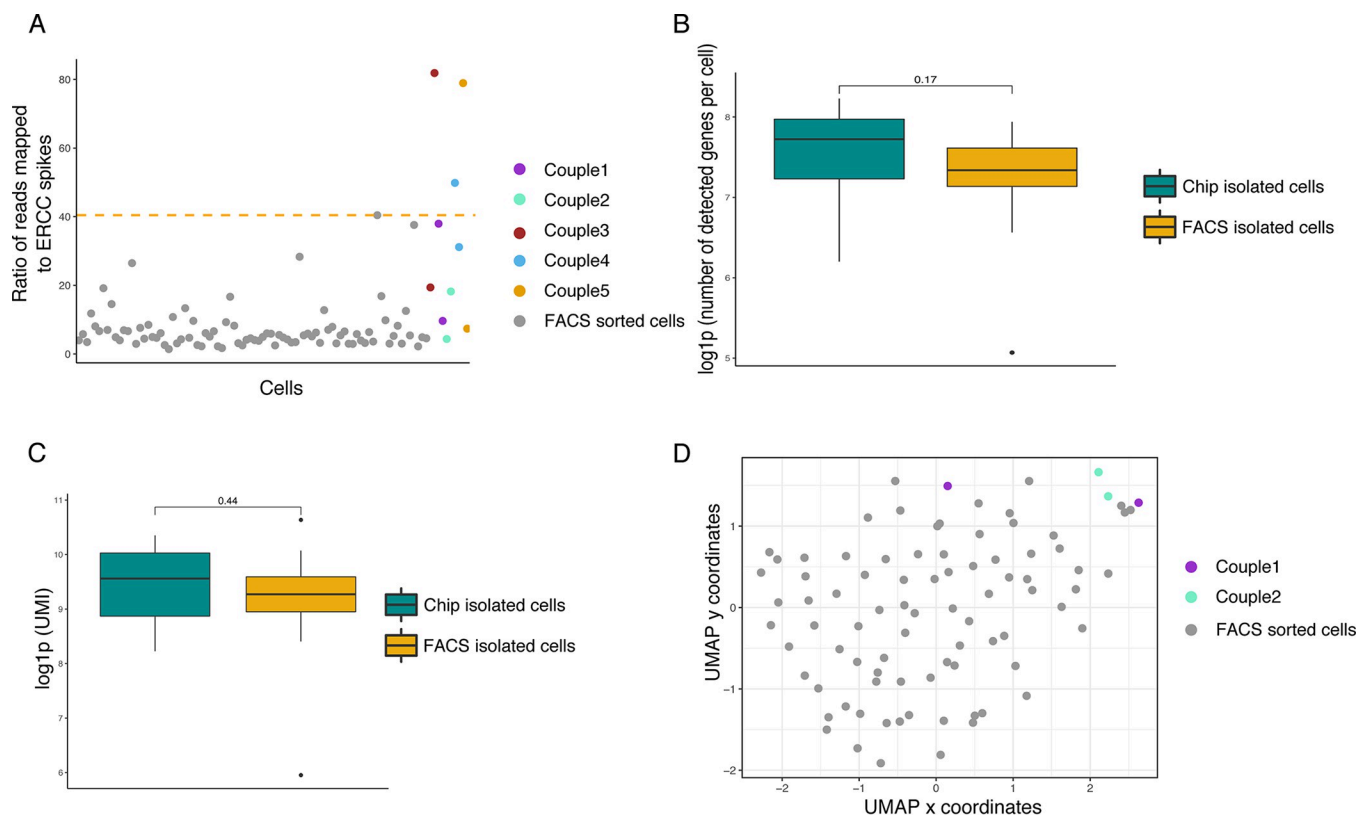 A
Ratio of reads mapped
to ERCC spikes
80
60
40
20
0
Cells
Couple1
Couple2
Couple3
Couple4
Couple5
FACS sorted cells
B
log1p (number of detected genes per cell)
8
7
6
5
0.17
Chip isolated cells
FACS isolated cells
C
log1p (UMI)
11
10
9
8
7
6
0.44
Chip isolated cells
FACS isolated cells
D
UMAP y coordinates
1
0
−1
−2
−2 −1 0 1 2
UMAP x coordinates
Couple1
Couple2
FACS sorted cells